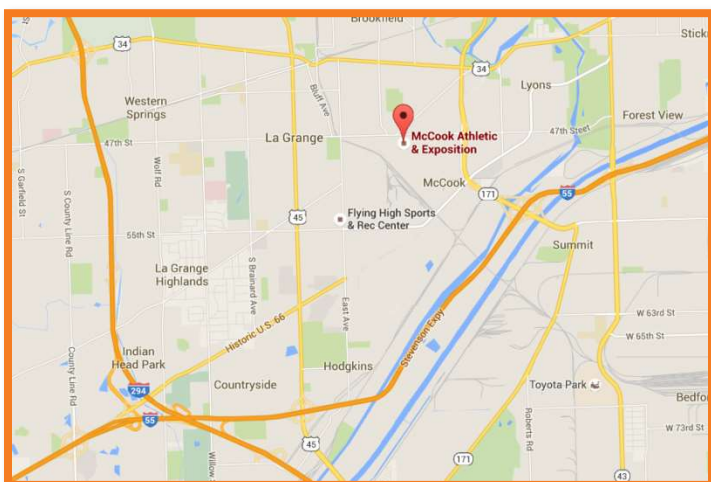 Brookfield
34
Stick
34
Bluff Ave
Lyons
Western
Springs
Forest View
La Grange
McCook Athletic
& Exposition
47th Street
47th St
Wolf Rd
S Garfield St
S County Line Rd
McCook
171
55
45
Flying High Sports
& Rec Center
55th St
Summit
La Grange
Highlands
S Brainard Ave
East Ave
Historic U.S. 66
Stevenson Expy
W 63rd St
W 65th St
Indian
Head Park
County Line Rd
Hodgkins
294
Countryside
Toyota Park
Bedfor
55
Willow
Roberts Rd
W 73rd St
45
171
43